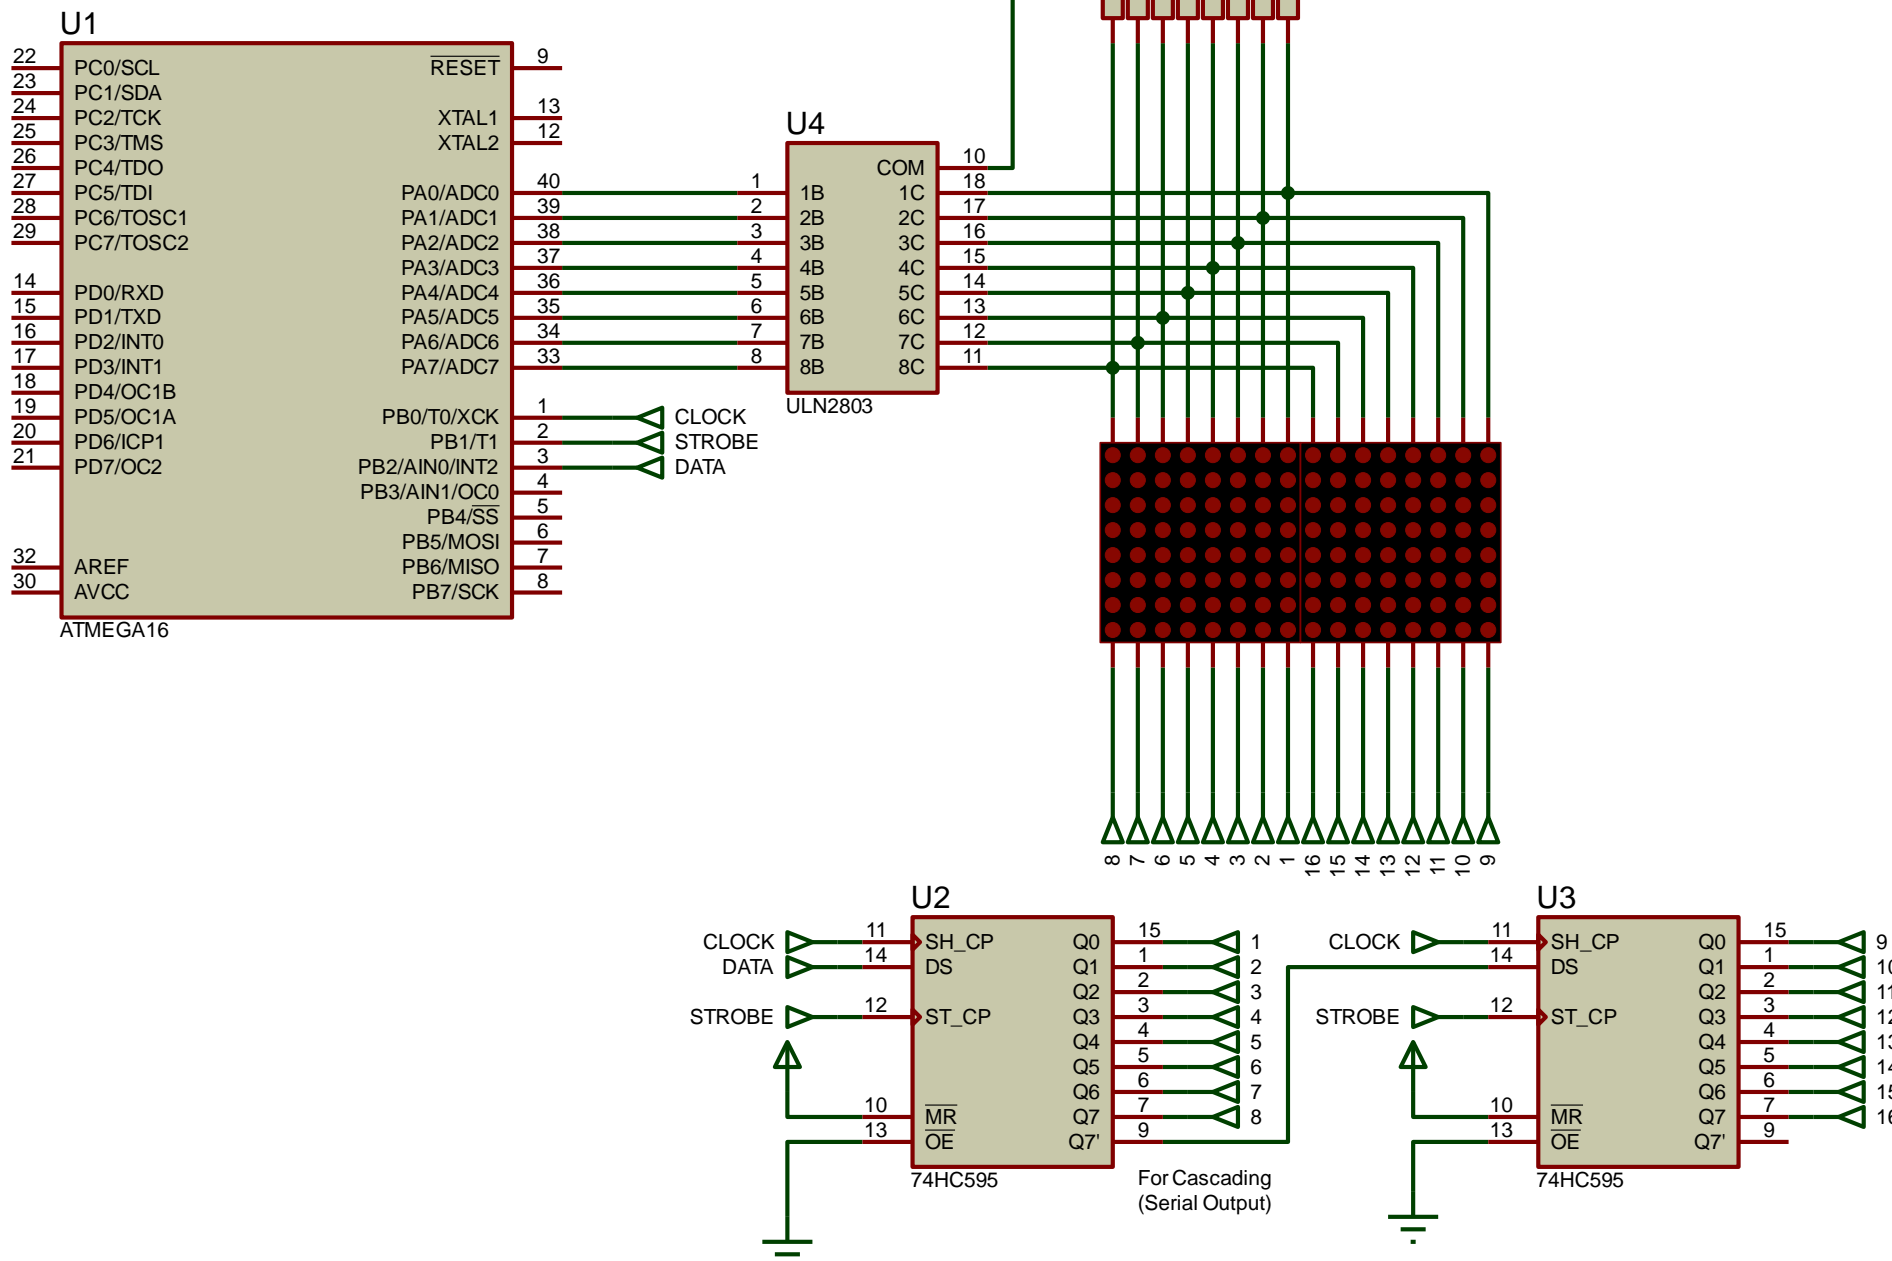 U1
22 PC0/SCL RESET 9
23 PC1/SDA
24 PC2/TCK XTAL1 13
25 PC3/TMS XTAL2 12
26 PC4/TDO
27 PC5/TDI PA0/ADC0 40
28 PC6/TOSC1 PA1/ADC1 39
29 PC7/TOSC2 PA2/ADC2 38
PA3/ADC3 37
14 PD0/RXD PA4/ADC4 36
15 PD1/TXD PA5/ADC5 35
16 PD2/INT0 PA6/ADC6 34
17 PD3/INT1 PA7/ADC7 33
18 PD4/OC1B
19 PD5/OC1A PB0/T0/XCK 1 CLOCK
20 PD6/ICP1 PB1/T1 2 STROBE
21 PD7/OC2 PB2/AIN0/INT2 3 DATA
PB3/AIN1/OC0 4
PB4/SS 5
PB5/MOSI 6
32 AREF PB6/MISO 7
30 AVCC PB7/SCK 8
ATMEGA16
U4
COM 10
1 1B 1C 18
2 2B 2C 17
3 3B 3C 16
4 4B 4C 15
5 5B 5C 14
6 6B 6C 13
7 7B 7C 12
8 8B 8C 11
ULN2803
8 7 6 5 4 3 2 1 16 15 14 13 12 11 10 9
U2
CLOCK 11 SH_CP Q0 15 1
DATA 14 DS Q1 1 2
Q2 2 3
STROBE 12 ST_CP Q3 3 4
Q4 4 5
Q5 5 6
Q6 6 7
10 MR Q7 7 8
13 OE Q7' 9
74HC595
For Cascading
(Serial Output)
U3
CLOCK 11 SH_CP Q0 15 9
14 DS Q1 1 10
Q2 2 11
STROBE 12 ST_CP Q3 3 12
Q4 4 13
Q5 5 14
Q6 6 15
10 MR Q7 7 16
13 OE Q7' 9
74HC595